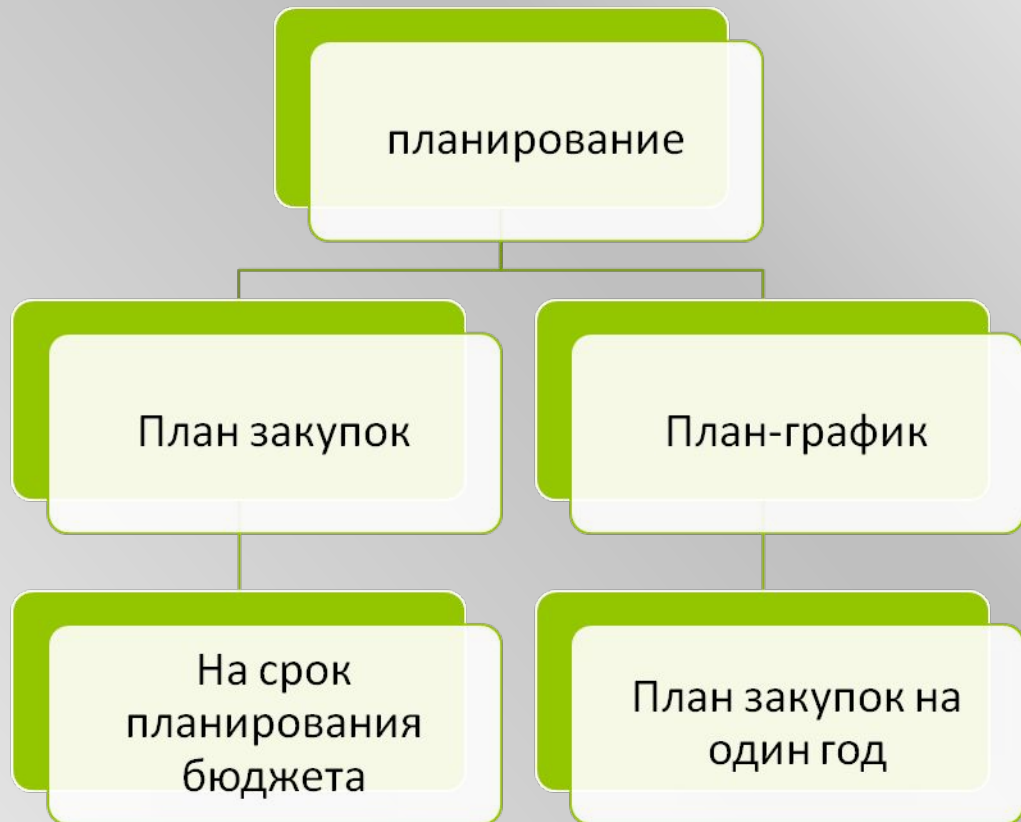 планирование
План закупок
План-график
На срок
планирования
бюджета
План закупок на
один год